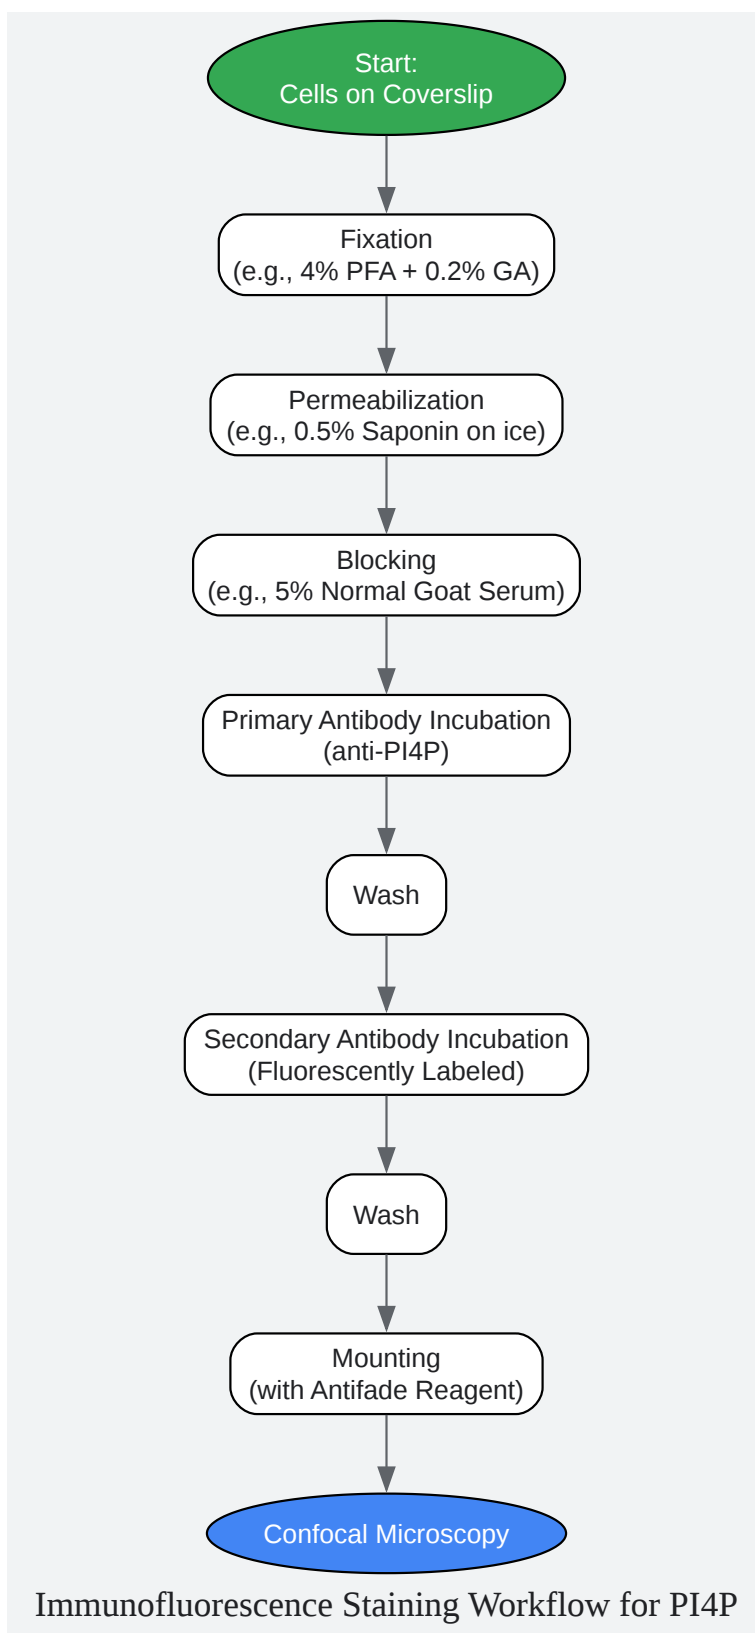 Start:
Cells on Coverslip
Fixation
(e.g., 4% PFA + 0.2% GA)
Permeabilization
(e.g., 0.5% Saponin on ice)
Blocking
(e.g., 5% Normal Goat Serum)
Primary Antibody Incubation
(anti-PI4P)
Wash
Secondary Antibody Incubation
(Fluorescently Labeled)
Wash
Mounting
(with Antifade Reagent)
Confocal Microscopy
Immunofluorescence Staining Workflow for PI4P